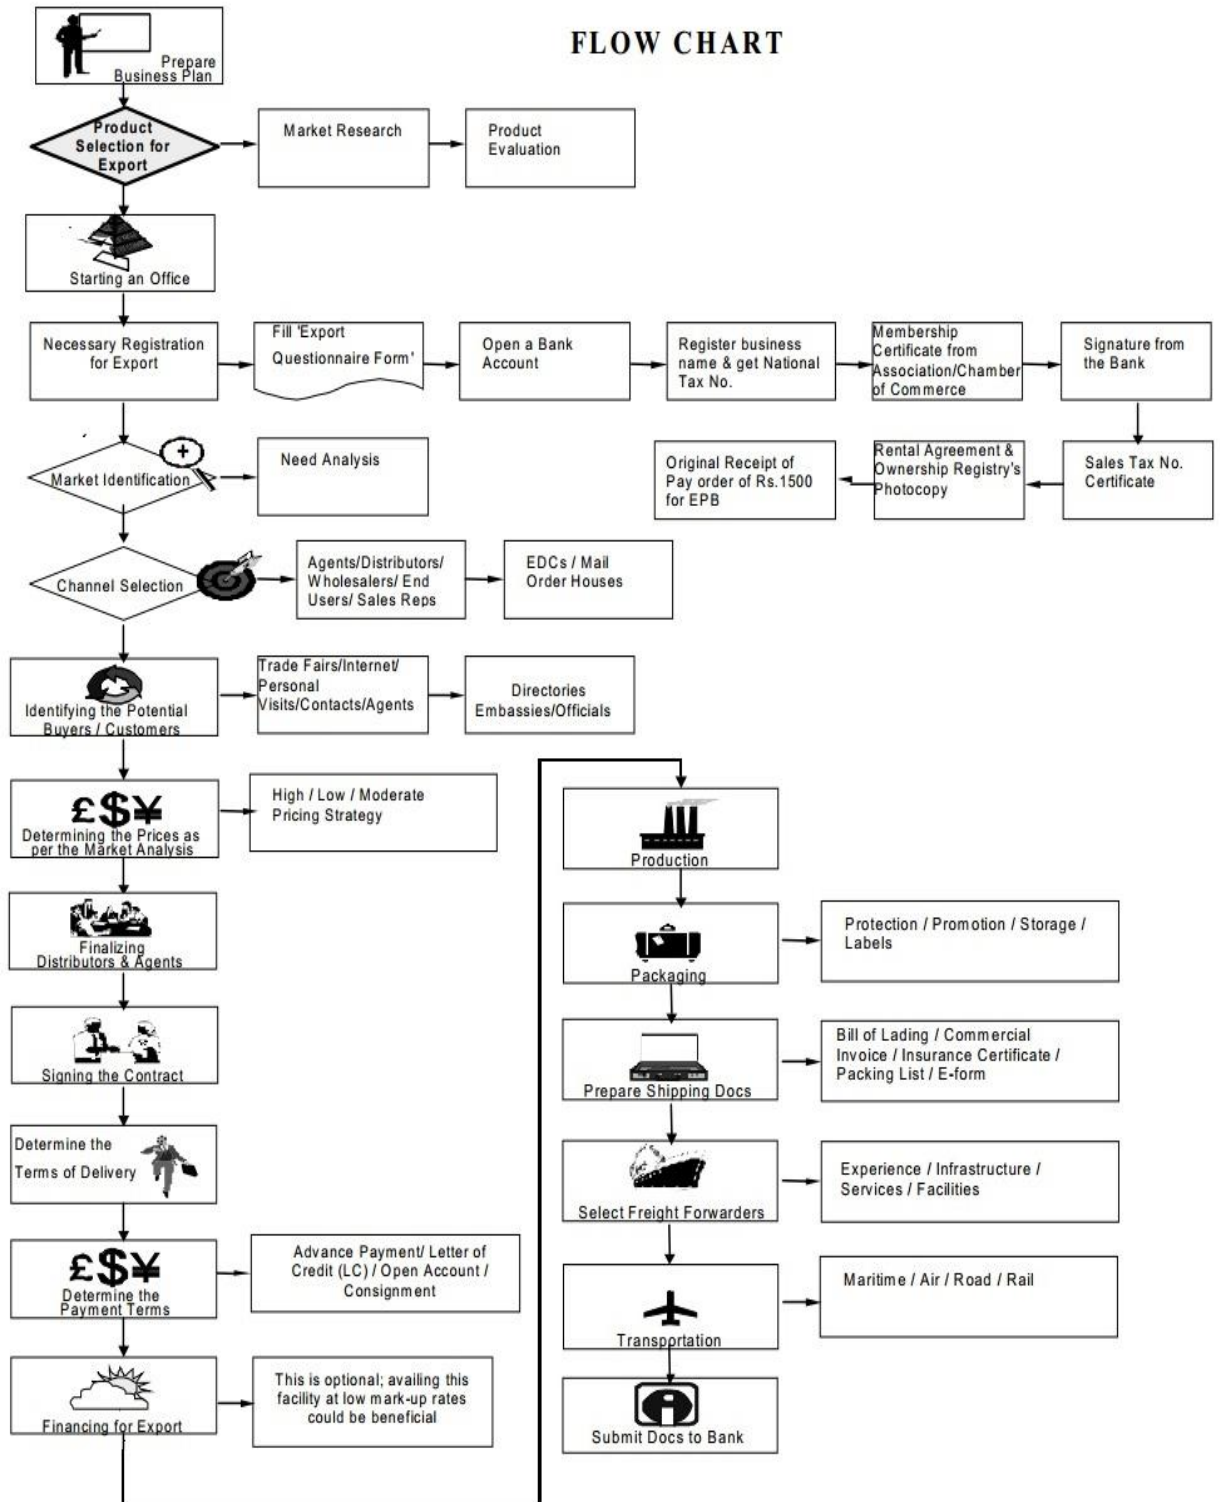 FLOW CHART
Prepare
Business Plan
Product
Selection for
Export
Market Research
Product
Evaluation
Starting an Office
Necessary Registration
for Export
Fill 'Export
Questionnaire Form'
Open a Bank
Account
Register business
name & get National
Tax No.
Membership
Certificate from
Association/Chamber
of Commerce
Signature from
the Bank
Market Identification
Need Analysis
Original Receipt of
Pay order of Rs.1500
for EPB
Rental Agreement &
Ownership Registry's
Photocopy
Sales Tax No.
Certificate
Channel Selection
Agents/Distributors/
Wholesalers/ End
Users/ Sales Reps
EDCs / Mail
Order Houses
Identifying the Potential
Buyers / Customers
Trade Fairs/Internet/
Personal
Visits/Contacts/Agents
Directories
Embassies/Officials
£$¥
Determining the Prices as
per the Market Analysis
High / Low / Moderate
Pricing Strategy
Finalizing
Distributors & Agents
Signing the Contract
Determine the
Terms of Delivery
£$¥
Determine the
Payment Terms
Advance Payment/ Letter of
Credit (LC) / Open Account /
Consignment
Financing for Export
This is optional; availing this
facility at low mark-up rates
could be beneficial
Production
Packaging
Protection / Promotion / Storage /
Labels
Prepare Shipping Docs
Bill of Lading / Commercial
Invoice / Insurance Certificate /
Packing List / E-form
Select Freight Forwarders
Experience / Infrastructure /
Services / Facilities
Transportation
Maritime / Air / Road / Rail
Submit Docs to Bank